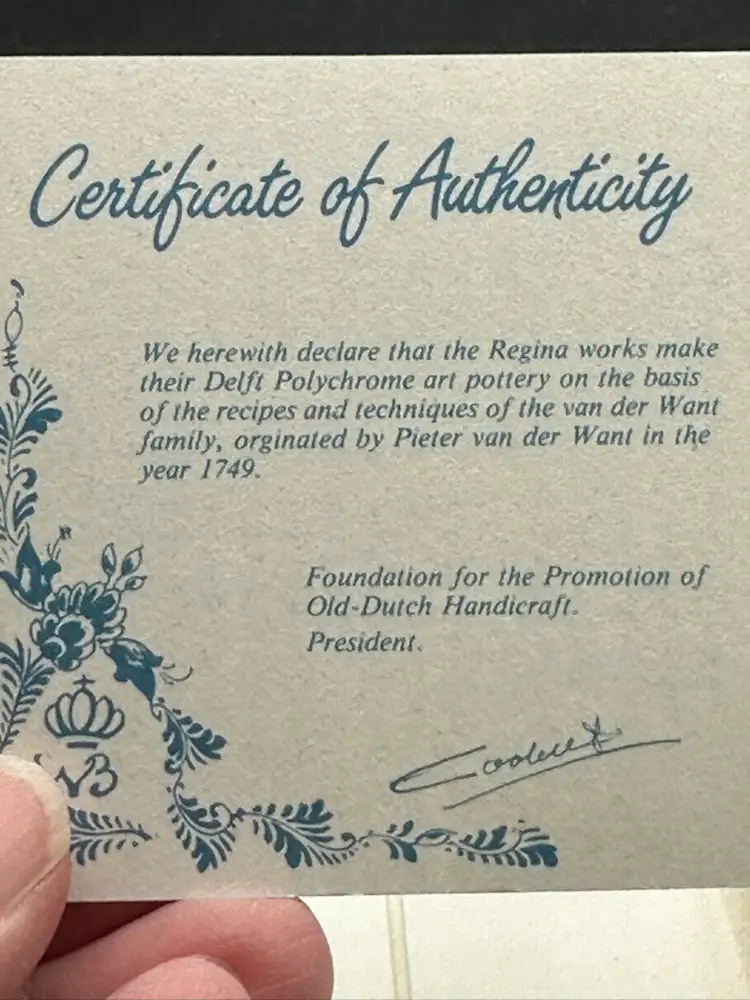 Certificate of Authenticity
We herewith declare that the Regina works make
their Delft Polychrome art pottery on the basis
of the recipes and techniques of the van der Want
family, orginated by Pieter van der Want in the
year 1749.
Foundation for the Promotion of
Old-Dutch Handicraft.
President.